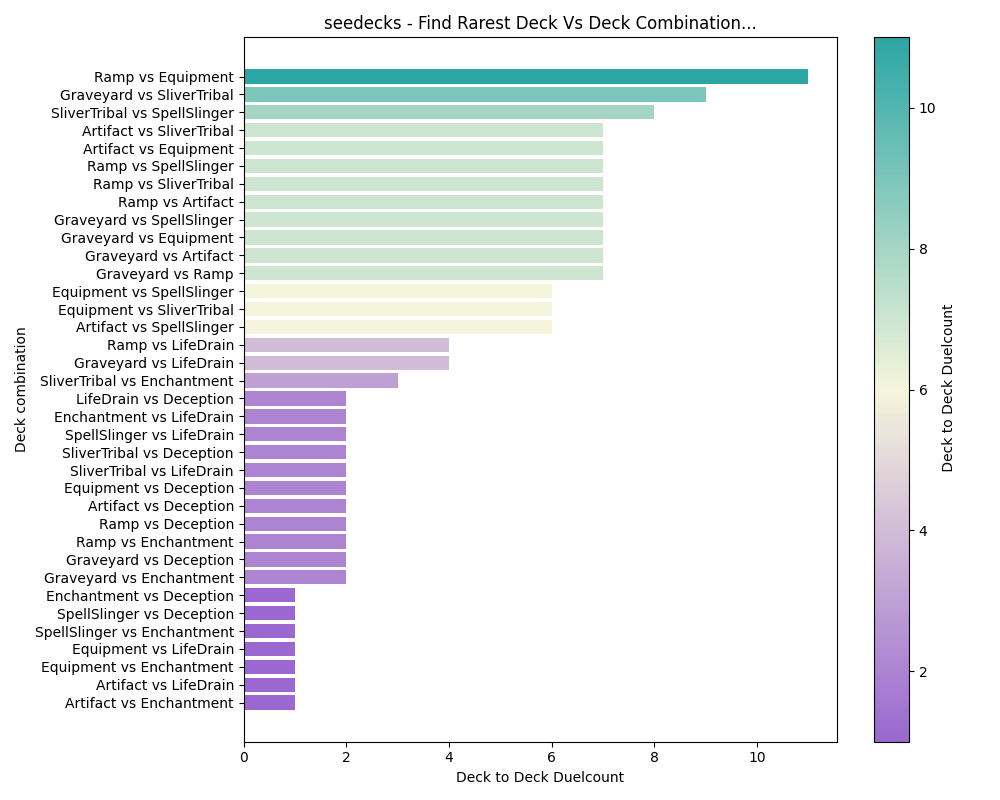 seedecks - Find Rarest Deck Vs Deck Combination...
Ramp vs Equipment
Graveyard vs SliverTribal
SliverTribal vs SpellSlinger
Artifact vs SliverTribal
Artifact vs Equipment
Ramp vs SpellSlinger
Ramp vs SliverTribal
Ramp vs Artifact
Graveyard vs SpellSlinger
Graveyard vs Equipment
Graveyard vs Artifact
Graveyard vs Ramp
Equipment vs SpellSlinger
Equipment vs SliverTribal
Artifact vs SpellSlinger
Ramp vs LifeDrain
Graveyard vs LifeDrain
SliverTribal vs Enchantment
LifeDrain vs Deception
Enchantment vs LifeDrain
SpellSlinger vs LifeDrain
SliverTribal vs Deception
SliverTribal vs LifeDrain
Equipment vs Deception
Artifact vs Deception
Ramp vs Deception
Ramp vs Enchantment
Graveyard vs Deception
Graveyard vs Enchantment
Enchantment vs Deception
SpellSlinger vs Deception
SpellSlinger vs Enchantment
Equipment vs LifeDrain
Equipment vs Enchantment
Artifact vs LifeDrain
Artifact vs Enchantment
Deck combination
0 2 4 6 8 10
Deck to Deck Duelcount
10
8
6
4
2
Deck to Deck Duelcount